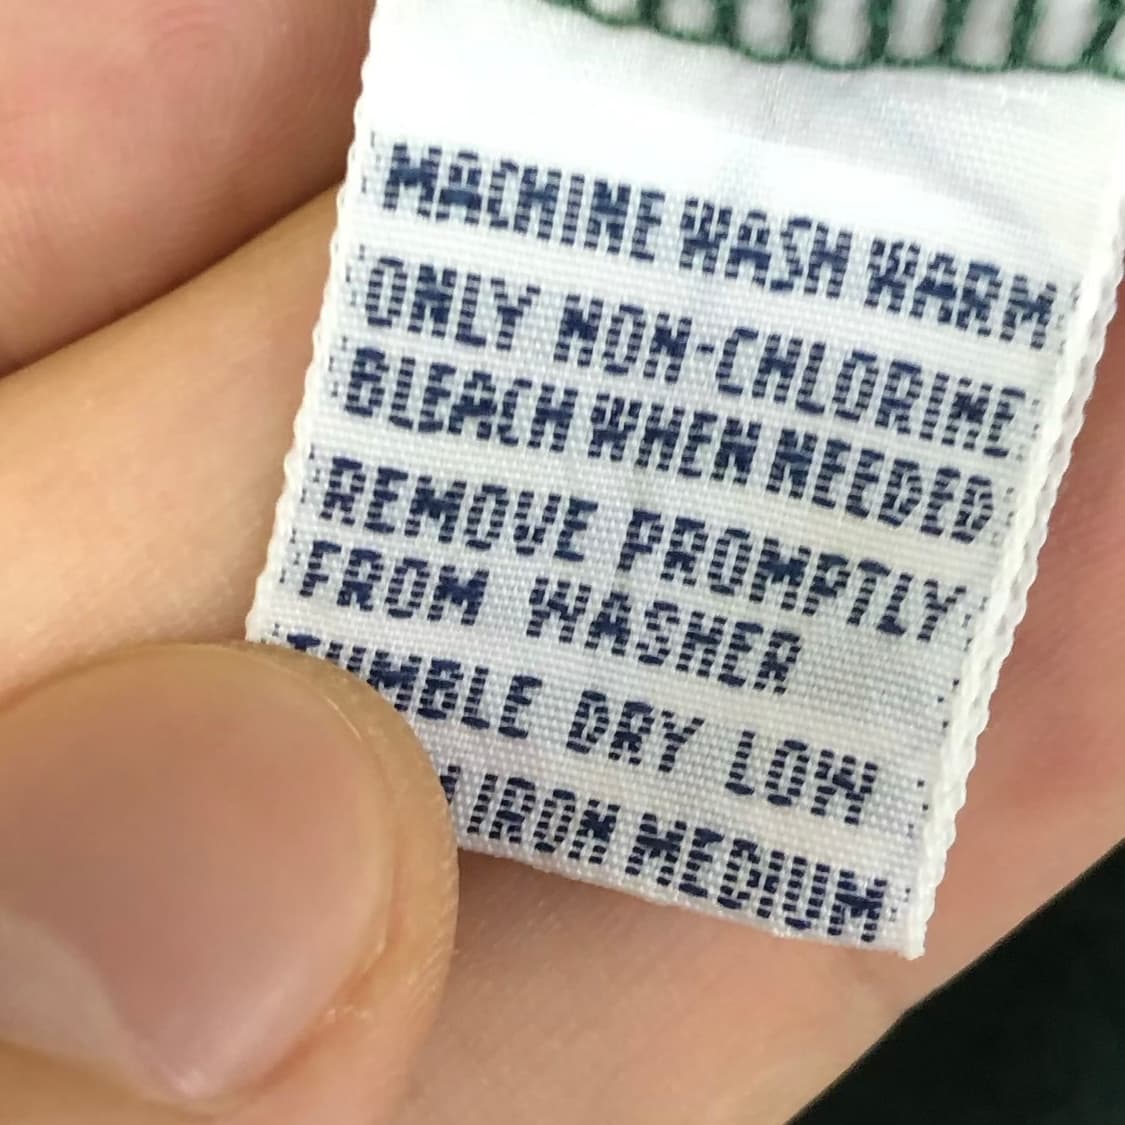 MACHINE WASH WARM
ONLY NON-CHLORINE
BLEACH WHEN NEEDED
REMOVE PROMPTLY
FROM WASHER
TUMBLE DRY LOW
IRON MEDIUM